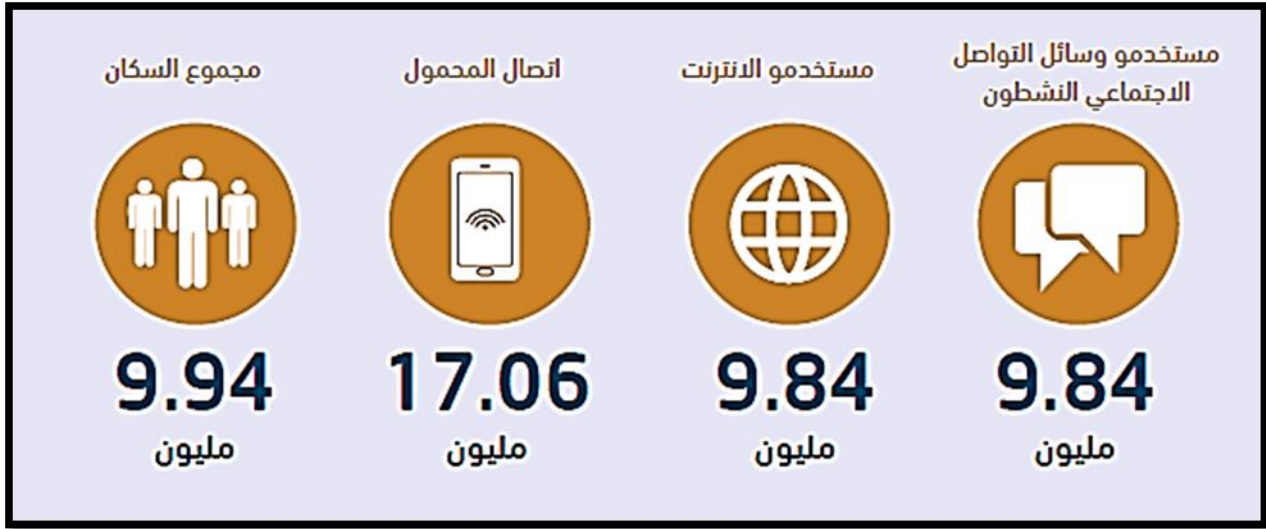 مستخدمو وسائل التواصل
الاجتماعي النشطون
9.84
مليون
مستخدمو الانترنت
9.84
مليون
اتصال المحمول
17.06
مليون
مجموع السكان
9.94
مليون